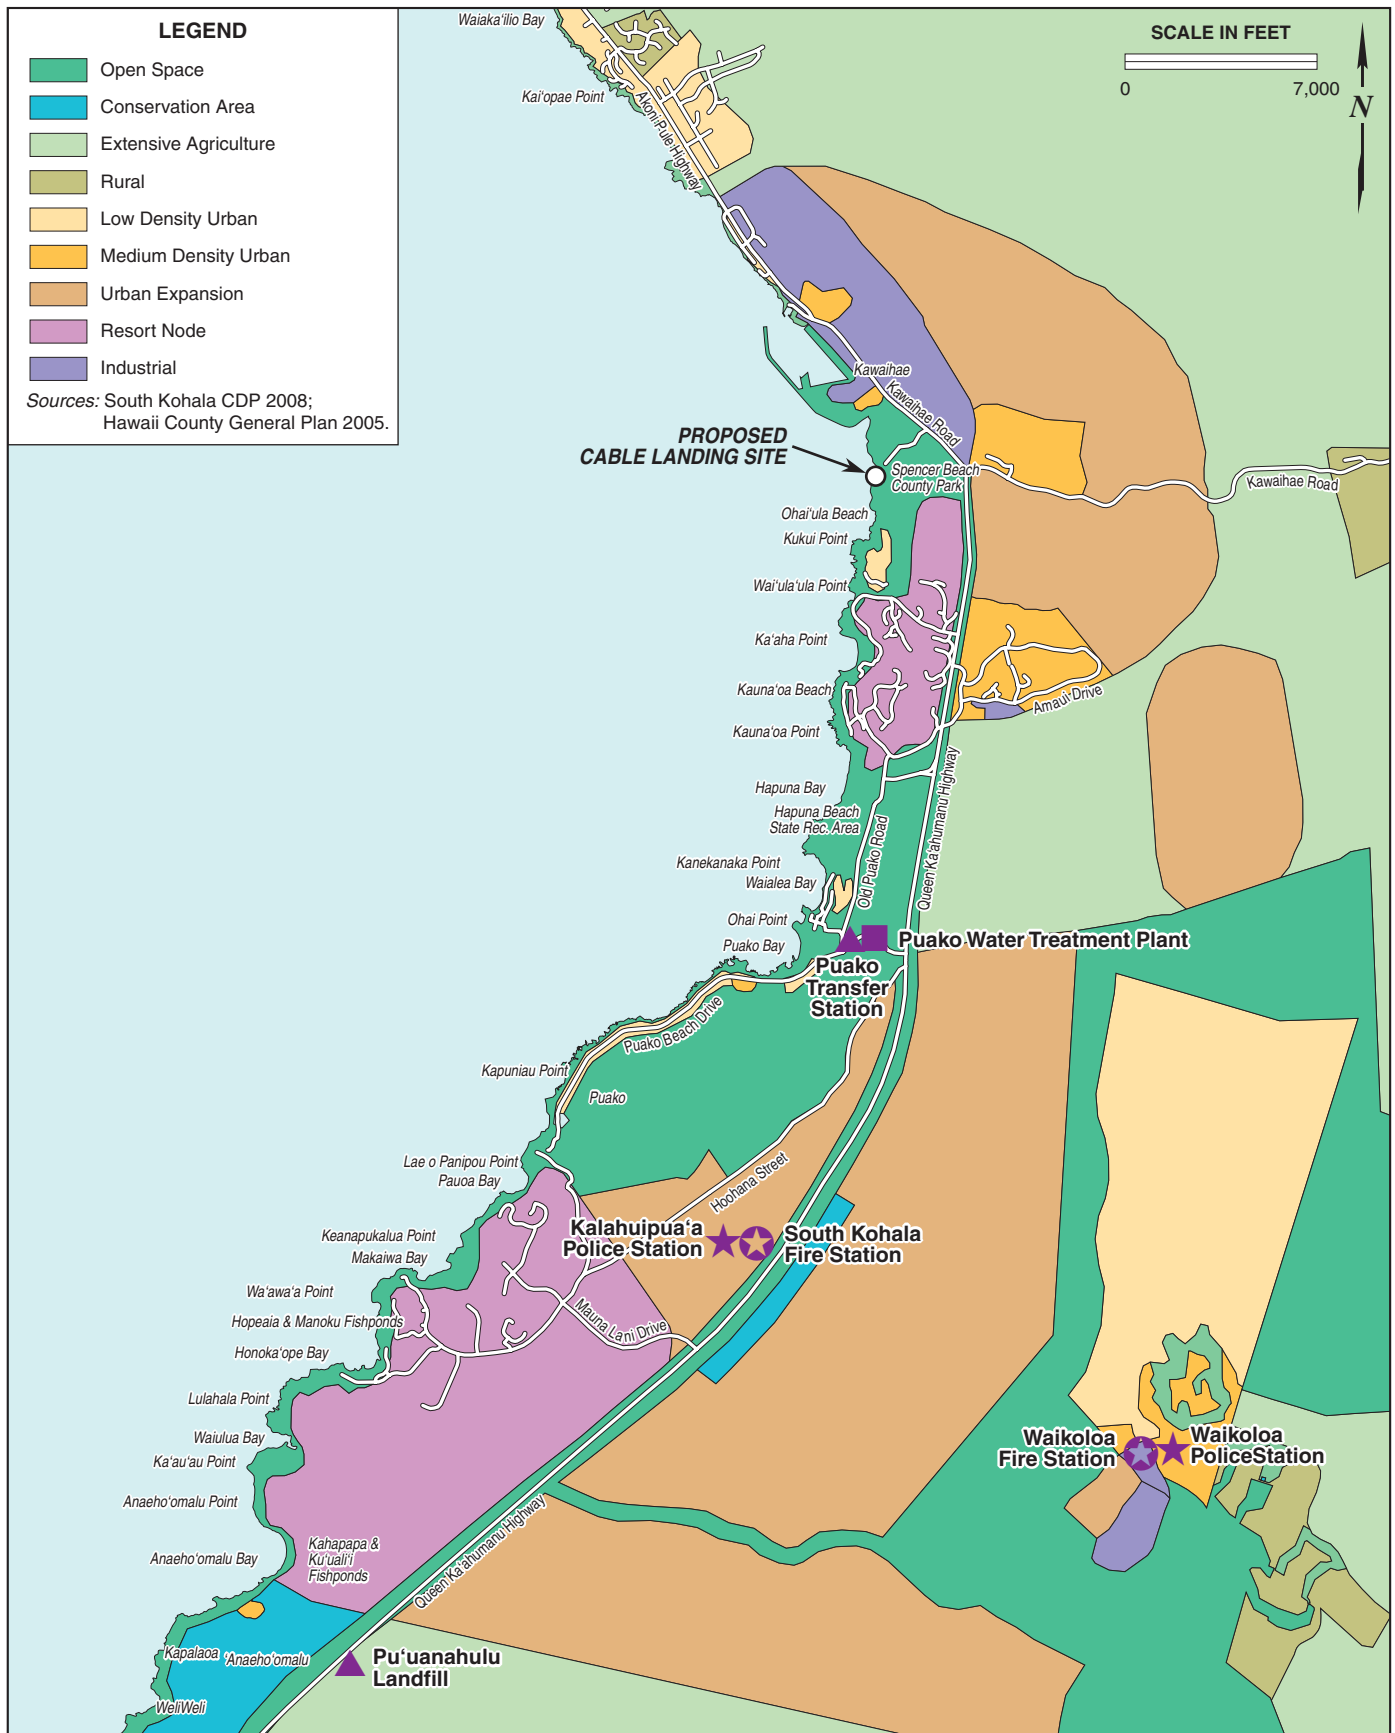 LEGEND
Open Space
Conservation Area
Extensive Agriculture
Rural
Low Density Urban
Medium Density Urban
Urban Expansion
Resort Node
Industrial
Sources: South Kohala CDP 2008;
Hawaii County General Plan 2005.
SCALE IN FEET
0 7,000
N
Waiaka‘ilio Bay
Kai‘opae Point
Akoni Pule Highway
Kawaihae
Kawaihae Road
PROPOSED
CABLE LANDING SITE
Spencer Beach
County Park
Kawaihae Road
Ohai‘ula Beach
Kukui Point
Wai‘ula‘ula Point
Ka‘aha Point
Kauna‘oa Beach
Amaui Drive
Kauna‘oa Point
Hapuna Bay
Hapuna Beach
State Rec. Area
Old Puako Road
Queen Ka‘ahumanu Highway
Kanekanaka Point
Waialea Bay
Ohai Point
Puako Bay
Puako Water Treatment Plant
Puako
Transfer
Station
Puako Beach Drive
Kapuniau Point
Puako
Lae o Panipou Point
Pauoa Bay
Hoohana Street
Keanapukalua Point
Makaiwa Bay
Kalahuipua‘a
Police Station
South Kohala
Fire Station
Wa‘awa‘a Point
Hopeaia & Manoku Fishponds
Mauna Lani Drive
Honoka‘ope Bay
Lulahala Point
Waiulua Bay
Ka‘au‘au Point
Waikoloa
Fire Station
Waikoloa
PoliceStation
Anaeho‘omalu Point
Queen Ka‘ahumanu Highway
Anaeho‘omalu Bay
Kahapapa &
Ku‘uali‘i
Fishponds
Kapalaoa
‘Anaeho‘omalu
Pu‘uanahulu
Landfill
WeliWeli